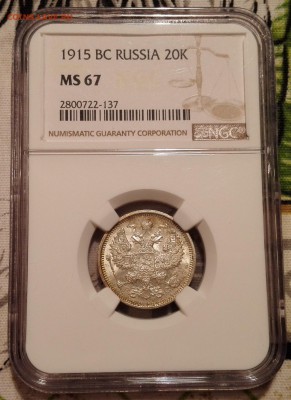 1915 BC RUSSIA 20K
MS 67
2800722-137
NUMISMATIC GUARANTY CORPORATION
NGC